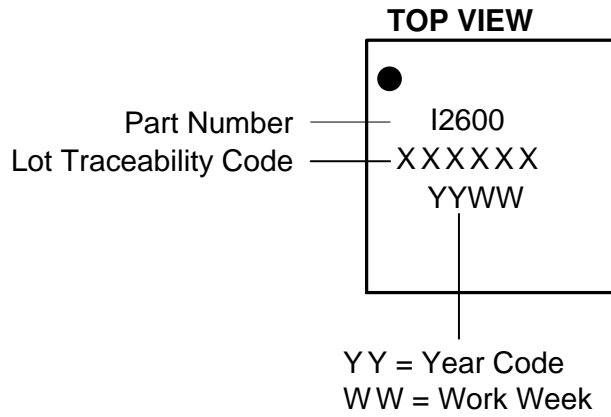 TOP VIEW
Part Number
I2600
Lot Traceability Code
XXXXXX
YYWW
YY = Year Code
WW = Work Week